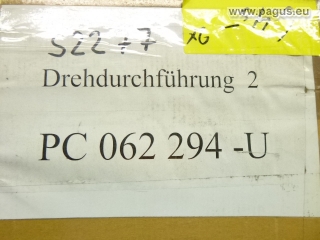 www.pagus.eu
S22+7
Drehdurchführung 2
PC 062 294 -U